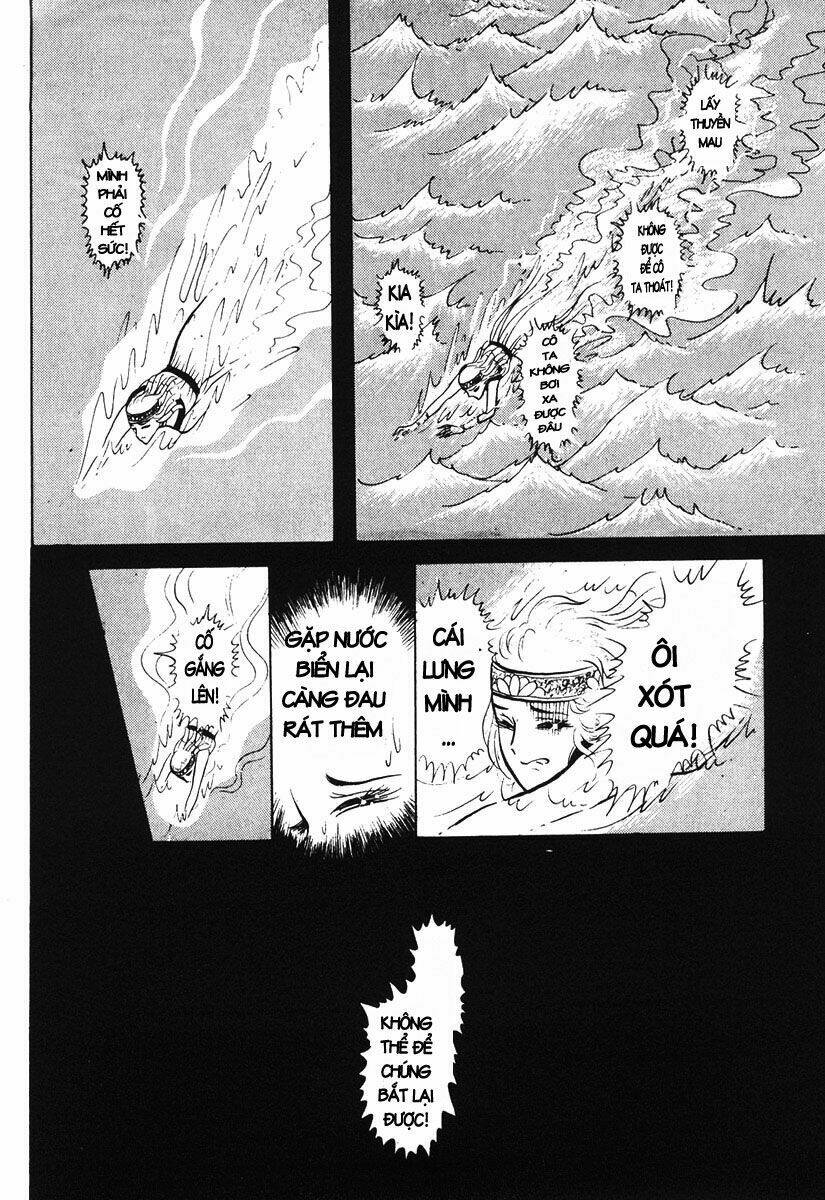 LẤY
THUYỀN
MAU
KHÔNG
ĐƯỢC
ĐỂ CÔ
TA THOÁT!
CÔ
TA
KHÔNG
BƠI
XA
ĐƯỢC
ĐÂU
KIA
KÌA!
MÌNH
PHẢI
CỐ
HẾT
SỨC!
ÔI
XÓT
QUÁ!
CÁI
LƯNG
MÌNH
...
GẶP NƯỚC
BIỂN LẠI
CÀNG ĐAU
RÁT THÊM
CỐ
GẮNG
LÊN!
KHÔNG
THỂ ĐỂ
CHÚNG
BẮT LẠI
ĐƯỢC!